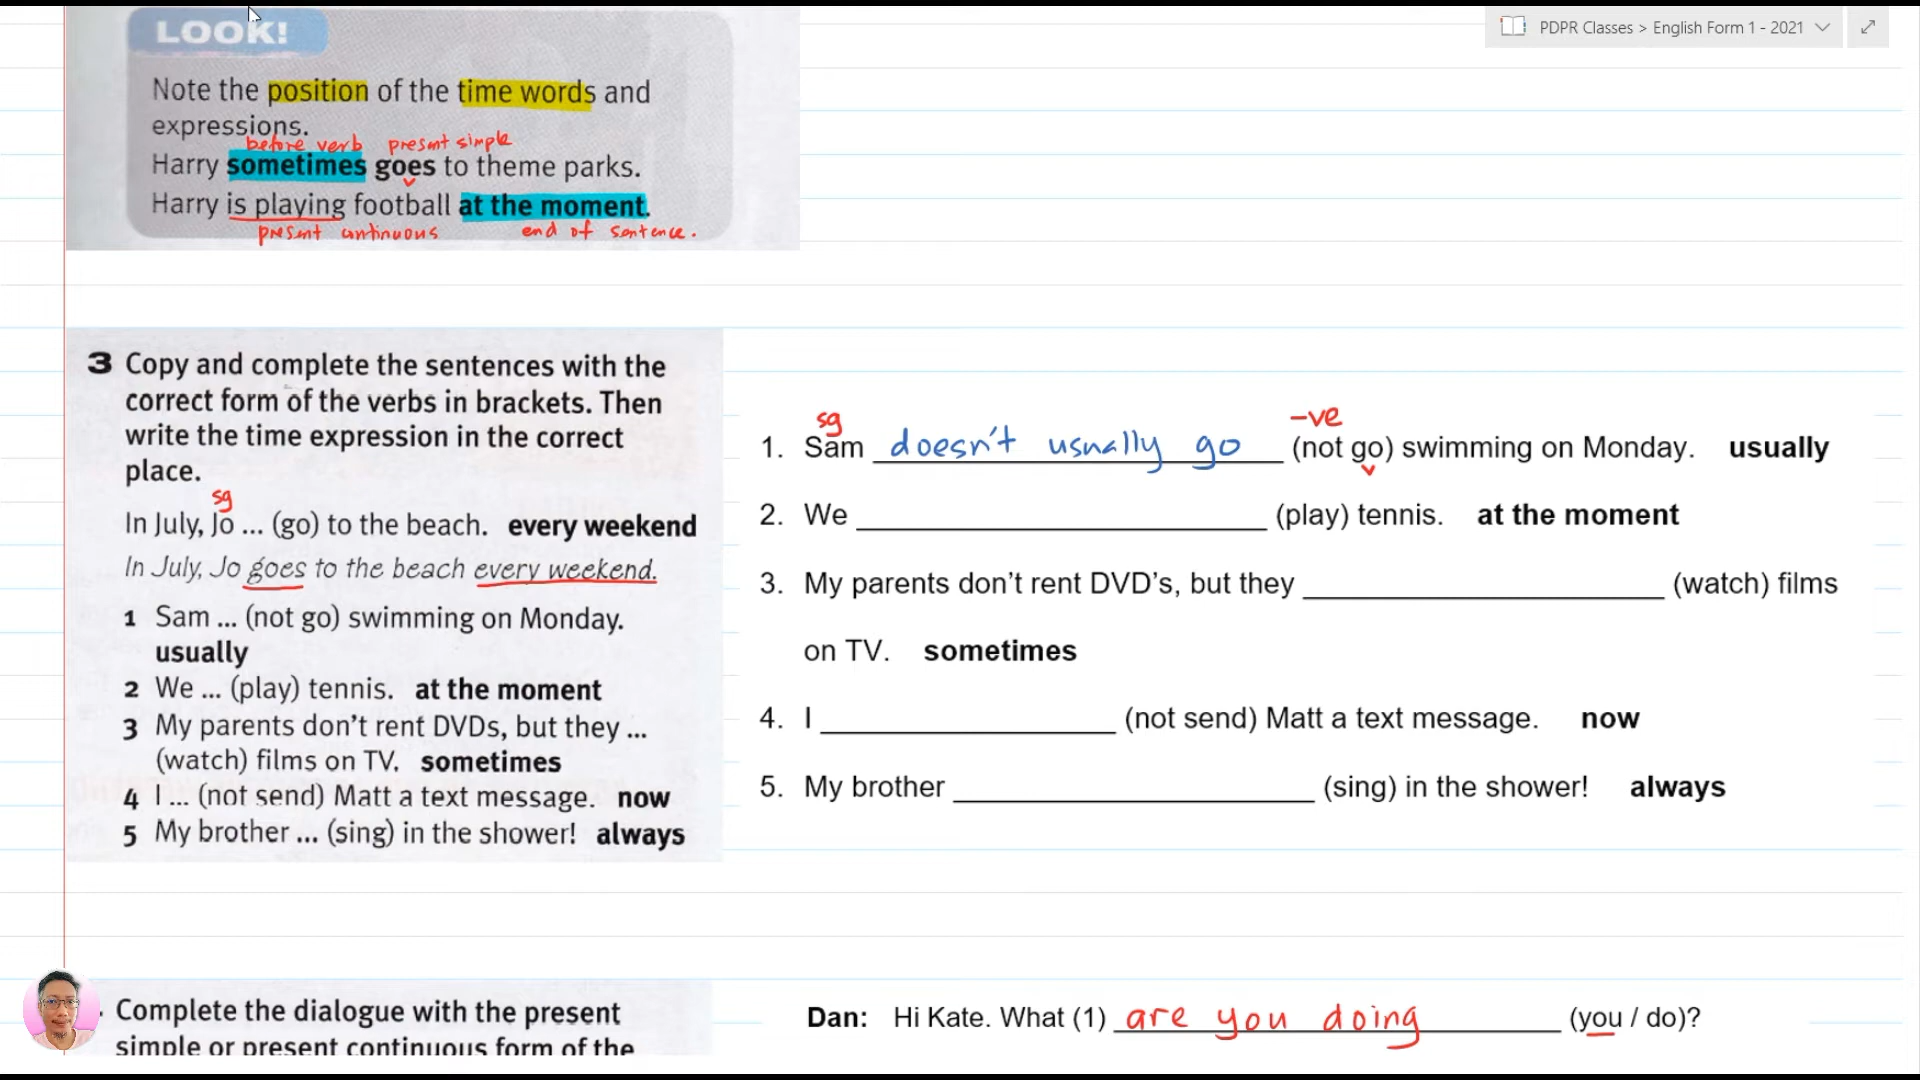 PDPR Classes > English Form 1 - 2021
LOOK!
Note the position of the time words and
expressions.
before verb present simple
Harry sometimes goes to theme parks.
v
Harry is playing football at the moment.
present continuous end of sentence.
3 Copy and complete the sentences with the
correct form of the verbs in brackets. Then
write the time expression in the correct
place.
sg
In July, Jo ... (go) to the beach. every weekend
In July, Jo goes to the beach every weekend.
1 Sam ... (not go) swimming on Monday.
usually
2 We ... (play) tennis. at the moment
3 My parents don't rent DVDs, but they ...
(watch) films on TV. sometimes
4 I ... (not send) Matt a text message. now
5 My brother ... (sing) in the shower! always
sg -ve
1. Sam doesn't usually go (not go) swimming on Monday. usually
v
2. We ____ (play) tennis. at the moment
3. My parents don't rent DVD's, but they ____ (watch) films
on TV. sometimes
4. I ____ (not send) Matt a text message. now
5. My brother ____ (sing) in the shower! always
Complete the dialogue with the present
simple or present continuous form of the
Dan: Hi Kate. What (1) are you doing (you / do)?